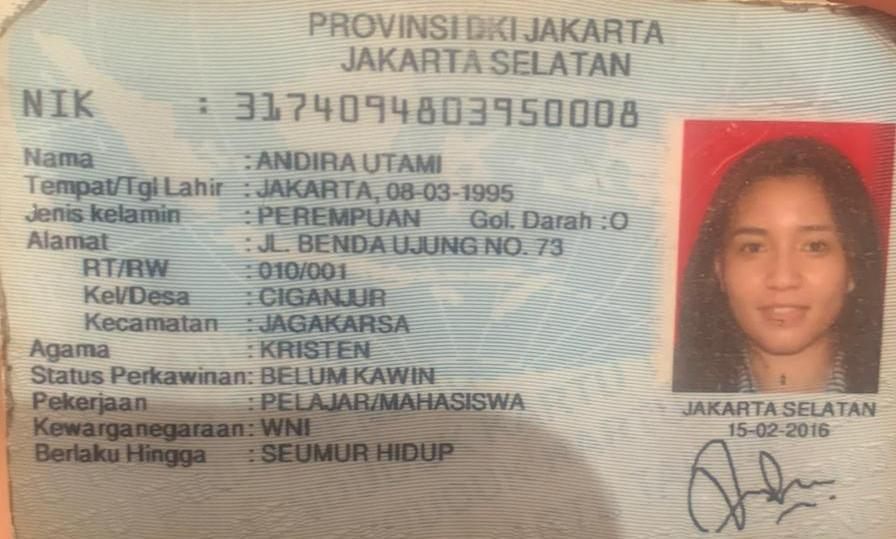 PROVINSI DKI JAKARTA
JAKARTA SELATAN
NIK : 3174094803950008
Nama : ANDIRA UTAMI
Tempat/Tgl Lahir : JAKARTA, 08-03-1995
Jenis kelamin : PEREMPUAN Gol. Darah :O
Alamat : JL. BENDA UJUNG NO. 73
RT/RW : 010/001
Kel/Desa : CIGANJUR
Kecamatan : JAGAKARSA
Agama : KRISTEN
Status Perkawinan: BELUM KAWIN
Pekerjaan : PELAJAR/MAHASISWA
Kewarganegaraan: WNI
Berlaku Hingga : SEUMUR HIDUP
JAKARTA SELATAN
15-02-2016